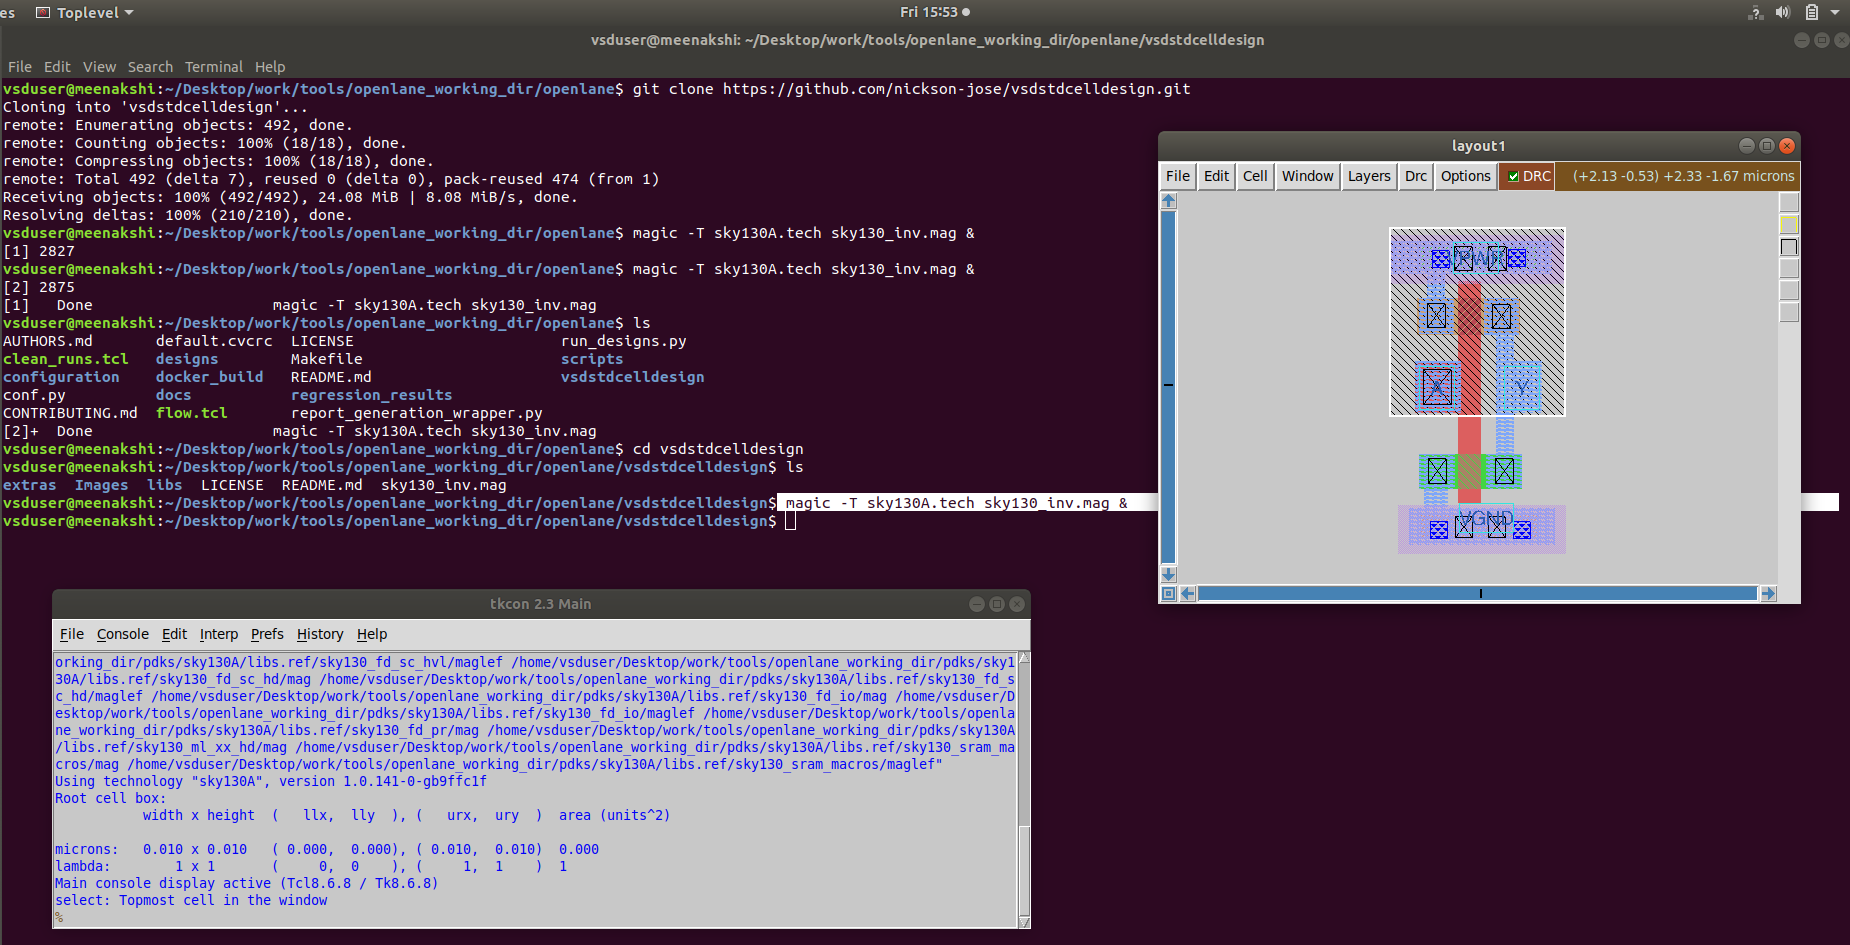 es Toplevel Fri 15:53
vsduser@meenakshi: ~/Desktop/work/tools/openlane_working_dir/openlane/vsdstdcelldesign
File Edit View Search Terminal Help
vsduser@meenakshi:~/Desktop/work/tools/openlane_working_dir/openlane$ git clone https://github.com/nickson-jose/vsdstdcelldesign.git
Cloning into 'vsdstdcelldesign'...
remote: Enumerating objects: 492, done.
remote: Counting objects: 100% (18/18), done.
remote: Compressing objects: 100% (18/18), done.
remote: Total 492 (delta 7), reused 0 (delta 0), pack-reused 474 (from 1)
Receiving objects: 100% (492/492), 24.08 MiB | 8.08 MiB/s, done.
Resolving deltas: 100% (210/210), done.
vsduser@meenakshi:~/Desktop/work/tools/openlane_working_dir/openlane$ magic -T sky130A.tech sky130_inv.mag &
[1] 2827
vsduser@meenakshi:~/Desktop/work/tools/openlane_working_dir/openlane$ magic -T sky130A.tech sky130_inv.mag &
[2] 2875
[1]   Done                    magic -T sky130A.tech sky130_inv.mag
vsduser@meenakshi:~/Desktop/work/tools/openlane_working_dir/openlane$ ls
AUTHORS.md       default.cvcrc  LICENSE                       run_designs.py
clean_runs.tcl   designs        Makefile                      scripts
configuration    docker_build   README.md                     vsdstdcelldesign
conf.py          docs           regression_results
CONTRIBUTING.md  flow.tcl       report_generation_wrapper.py
[2]+  Done                    magic -T sky130A.tech sky130_inv.mag
vsduser@meenakshi:~/Desktop/work/tools/openlane_working_dir/openlane$ cd vsdstdcelldesign
vsduser@meenakshi:~/Desktop/work/tools/openlane_working_dir/openlane/vsdstdcelldesign$ ls
extras  Images  libs  LICENSE  README.md  sky130_inv.mag
vsduser@meenakshi:~/Desktop/work/tools/openlane_working_dir/openlane/vsdstdcelldesign$ magic -T sky130A.tech sky130_inv.mag &
vsduser@meenakshi:~/Desktop/work/tools/openlane_working_dir/openlane/vsdstdcelldesign$
layout1
File Edit Cell Window Layers Drc Options DRC (+2.13 -0.53) +2.33 -1.67 microns
VPWR
A Y
VGND
tkcon 2.3 Main
File Console Edit Interp Prefs History Help
orking_dir/pdks/sky130A/libs.ref/sky130_fd_sc_hvl/maglef /home/vsduser/Desktop/work/tools/openlane_working_dir/pdks/sky1
30A/libs.ref/sky130_fd_sc_hd/mag /home/vsduser/Desktop/work/tools/openlane_working_dir/pdks/sky130A/libs.ref/sky130_fd_s
c_hd/maglef /home/vsduser/Desktop/work/tools/openlane_working_dir/pdks/sky130A/libs.ref/sky130_fd_io/mag /home/vsduser/D
esktop/work/tools/openlane_working_dir/pdks/sky130A/libs.ref/sky130_fd_io/maglef /home/vsduser/Desktop/work/tools/openla
ne_working_dir/pdks/sky130A/libs.ref/sky130_fd_pr/mag /home/vsduser/Desktop/work/tools/openlane_working_dir/pdks/sky130A
/libs.ref/sky130_ml_xx_hd/mag /home/vsduser/Desktop/work/tools/openlane_working_dir/pdks/sky130A/libs.ref/sky130_sram_ma
cros/mag /home/vsduser/Desktop/work/tools/openlane_working_dir/pdks/sky130A/libs.ref/sky130_sram_macros/maglef"
Using technology "sky130A", version 1.0.141-0-gb9ffc1f
Root cell box:
width x height  (   llx,  lly  ), (   urx,  ury  )  area (units^2)
microns:   0.010 x 0.010   ( 0.000,  0.000), ( 0.010,  0.010)  0.000
lambda:       1 x 1       (     0,  0    ), (     1,  1    )  1
Main console display active (Tcl8.6.8 / Tk8.6.8)
select: Topmost cell in the window
%